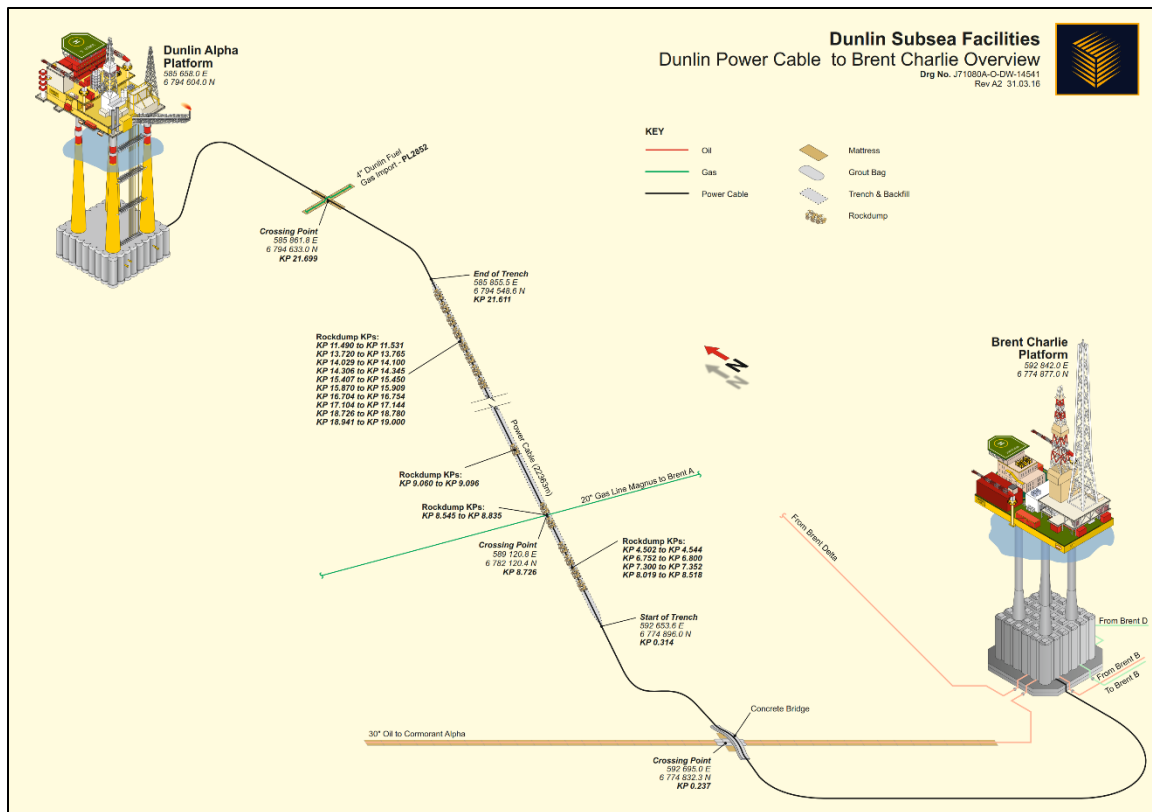 Dunlin Subsea Facilities
Dunlin Power Cable to Brent Charlie Overview
Drg No. J71080A-O-DW-14541
Rev A2 31.03.16
Dunlin Alpha
Platform
585 658.0 E
6 794 604.0 N
KEY
Oil
Gas
Power Cable
Mattress
Grout Bag
Trench & Backfill
Rockdump
4" Dunlin Fuel
Gas Import - PL2852
Crossing Point
585 861.8 E
6 794 633.0 N
KP 21.699
End of Trench
585 855.5 E
6 794 548.6 N
KP 21.611
Rockdump KPs:
KP 11.490 to KP 11.531
KP 13.720 to KP 13.765
KP 14.029 to KP 14.100
KP 14.306 to KP 14.345
KP 15.407 to KP 15.450
KP 15.870 to KP 15.909
KP 16.704 to KP 16.754
KP 17.104 to KP 17.144
KP 18.726 to KP 18.780
KP 18.941 to KP 19.000
N
N
Brent Charlie
Platform
592 842.0 E
6 774 877.0 N
Power Cable (22363m)
Rockdump KPs:
KP 9.060 to KP 9.096
20" Gas Line Magnus to Brent A
Rockdump KPs:
KP 8.545 to KP 8.835
Crossing Point
589 120.8 E
6 782 120.4 N
KP 8.726
Rockdump KPs:
KP 4.502 to KP 4.544
KP 6.752 to KP 6.800
KP 7.300 to KP 7.352
KP 8.019 to KP 8.518
From Brent Delta
Start of Trench
592 653.6 E
6 774 896.0 N
KP 0.314
From Brent D
From Brent B
To Brent B
Concrete Bridge
30" Oil to Cormorant Alpha
Crossing Point
592 695.0 E
6 774 832.3 N
KP 0.237